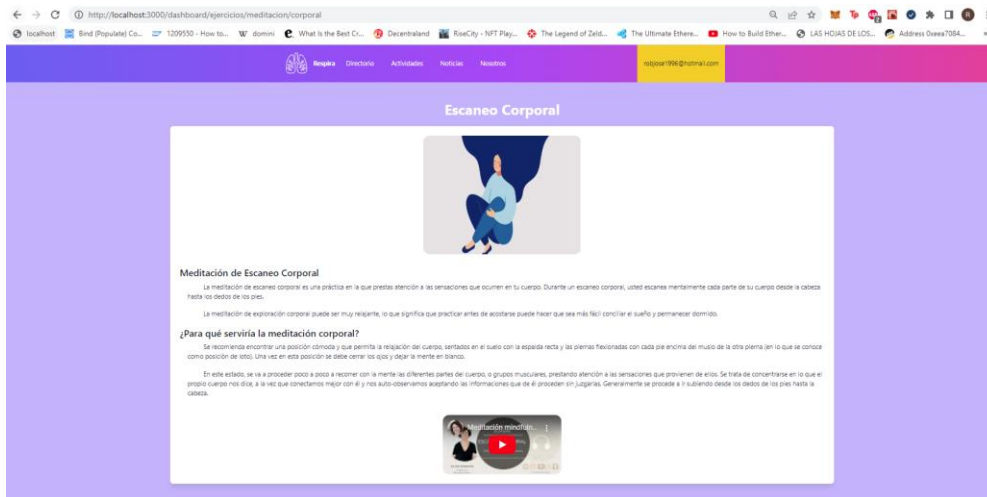 http://localhost:3000/dashboard/ejercicios/meditacion/corporal
localhost Bind (Populate) Co... 1209550 - How to... domini What Is the Best Cr... Decentraland RiseCity - NFT Play... The Legend of Zeld... The Ultimate Ethere... How to Build Ether... LAS HOJAS DE LOS... Address 0xeea7084...
Respira Directorio Actividades Noticias Nosotros robjose1996@hotmail.com
Escaneo Corporal
Meditación de Escaneo Corporal
La meditación de escaneo corporal es una práctica en la que prestas atención a las sensaciones que ocurren en tu cuerpo. Durante un escaneo corporal, usted escanea mentalmente cada parte de su cuerpo desde la cabeza
hasta los dedos de los pies.
La meditación de exploración corporal puede ser muy relajante, lo que significa que practicar antes de acostarse puede hacer que sea más fácil conciliar el sueño y permanecer dormido.
¿Para qué serviría la meditación corporal?
Se recomienda encontrar una posición cómoda y que permita la relajación del cuerpo, sentados en el suelo con la espalda recta y las piernas flexionadas con cada pie encima del muslo de la otra pierna (en lo que se conoce
como posición de loto). Una vez en esta posición se debe cerrar los ojos y dejar la mente en blanco.
En este estado, se va a proceder poco a poco a recorrer con la mente las diferentes partes del cuerpo, o grupos musculares, prestando atención a las sensaciones que provienen de ellos. Se trata de concentrarse en lo que el
propio cuerpo nos dice, a la vez que conectamos mejor con él y nos auto-observemos aceptando las informaciones que de él proceden sin juzgarlas. Generalmente se procede a ir subiendo desde los dedos de los pies hasta la
cabeza.
Meditación mindfuln...